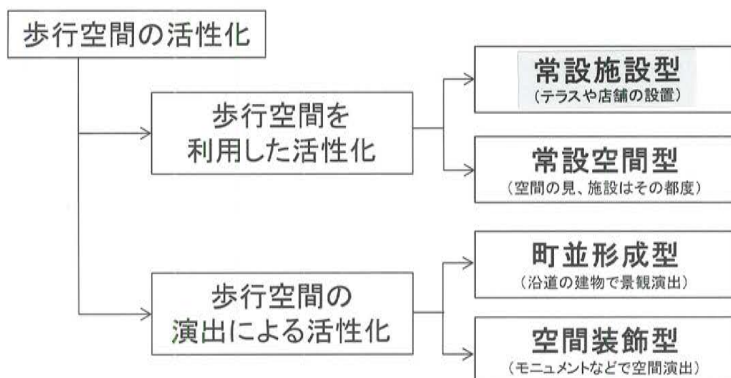 歩行空間の活性化
歩行空間を
利用した活性化
常設施設型
(テラスや店舗の設置)
常設空間型
(空間の見、施設はその都度)
歩行空間の
演出による活性化
町並形成型
(沿道の建物で景観演出)
空間装飾型
(モニュメントなどで空間演出)